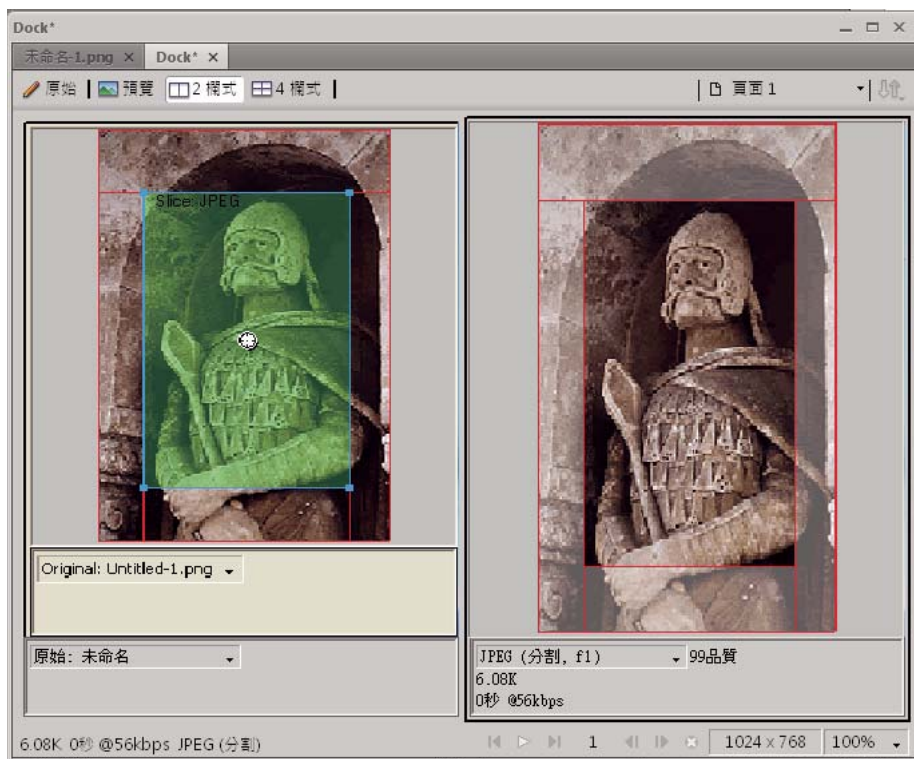 Dock*
未命名-1.png × Dock* ×
原始 預覽 2 欄式 4 欄式 頁面 1
Slice: JPEG
Original: Untitled-1.png
原始: 未命名
JPEG (分割, f1) 99品質
6.08K
0秒 @56kbps
6.08K 0秒 @56kbps JPEG (分割) 1 1024 x 768 100%